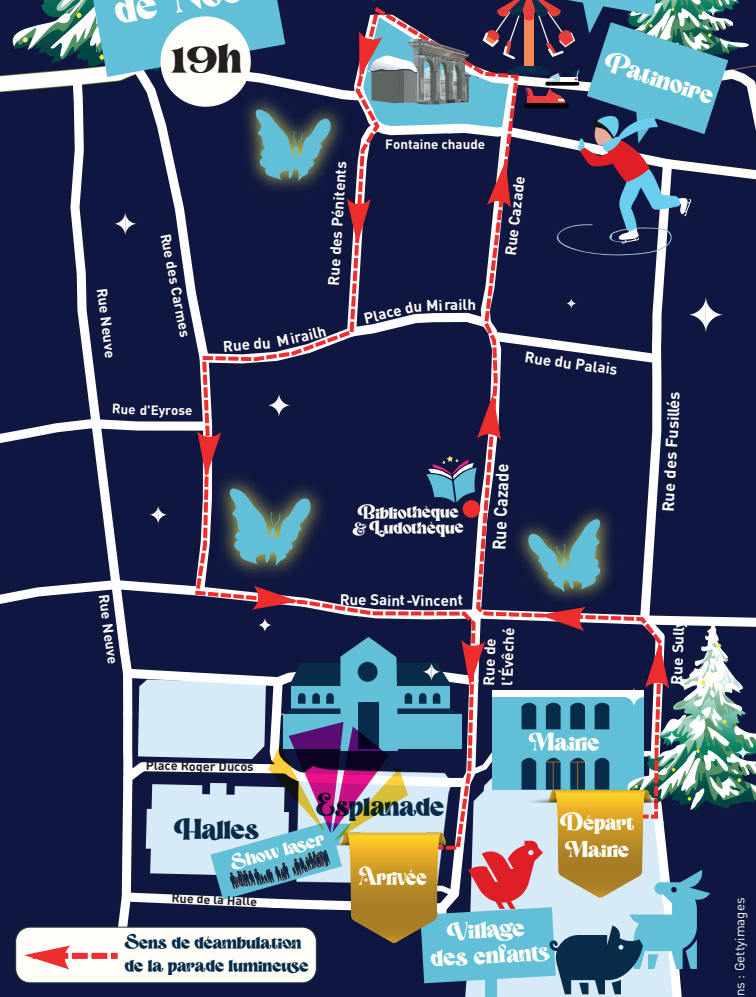 de Noë
19h
Patinoire
Fontaine chaude
Rue des Pénitents
Rue Cazade
Rue des Carmes
Rue Neuve
Place du Mirailh
Rue du Mirailh
Rue du Palais
Rue d'Eyrose
Rue des Fusillés
Bibliothèque
& Ludothèque
Rue Cazade
Rue Saint-Vincent
Rue Neuve
Rue de
l'Évêché
Rue Sully
Mairie
Place Roger Ducos
Esplanade
Halles
Show laser
Départ
Mairie
Arrivée
Rue de la Halle
Village
des enfants
Sens de déambulation
de la parade lumineuse
ns : Gettyimages